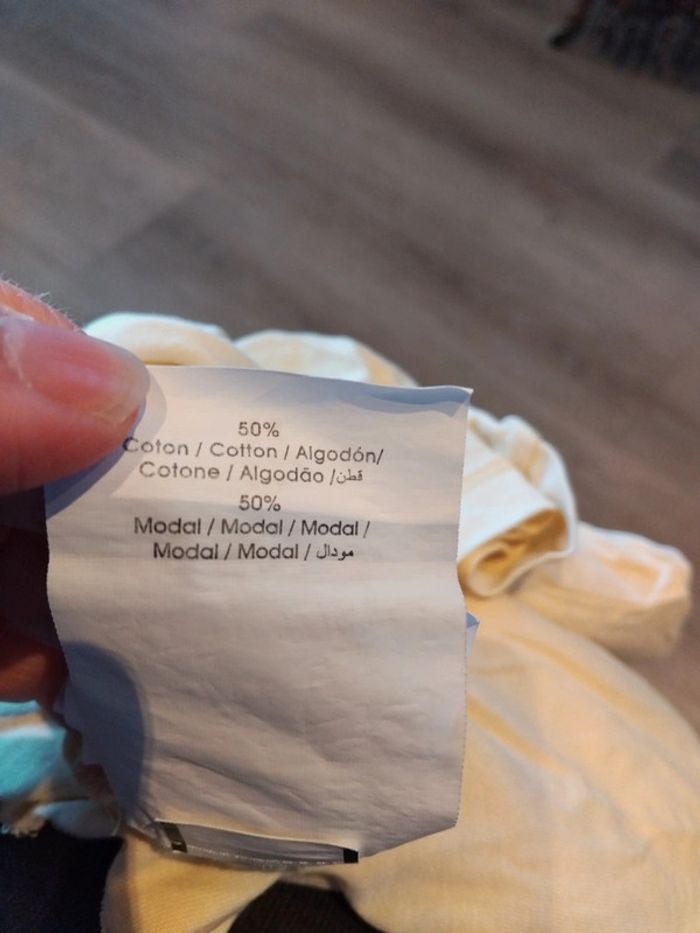 50%
Coton / Cotton / Algodón/
Cotone / Algodão /قطن
50%
Modal / Modal / Modal /
Modal / Modal / مودال